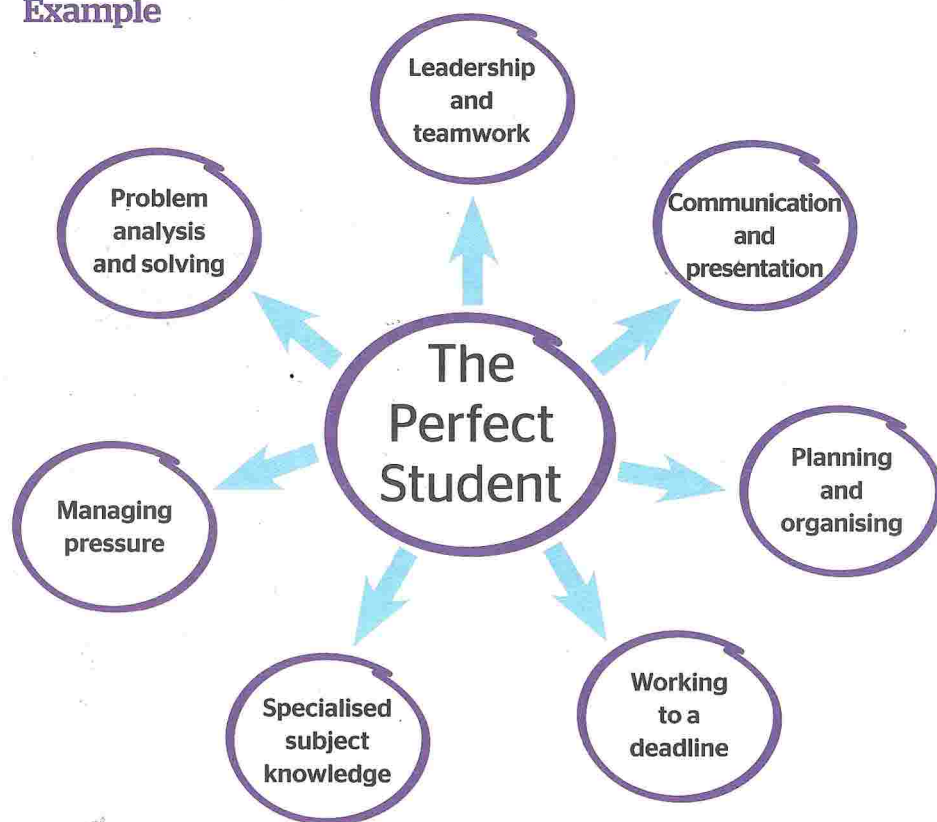 Example
Leadership
and
teamwork
Communication
and
presentation
Planning
and
organising
Working
to a
deadline
Specialised
subject
knowledge
Managing
pressure
Problem
analysis
and solving
The
Perfect
Student